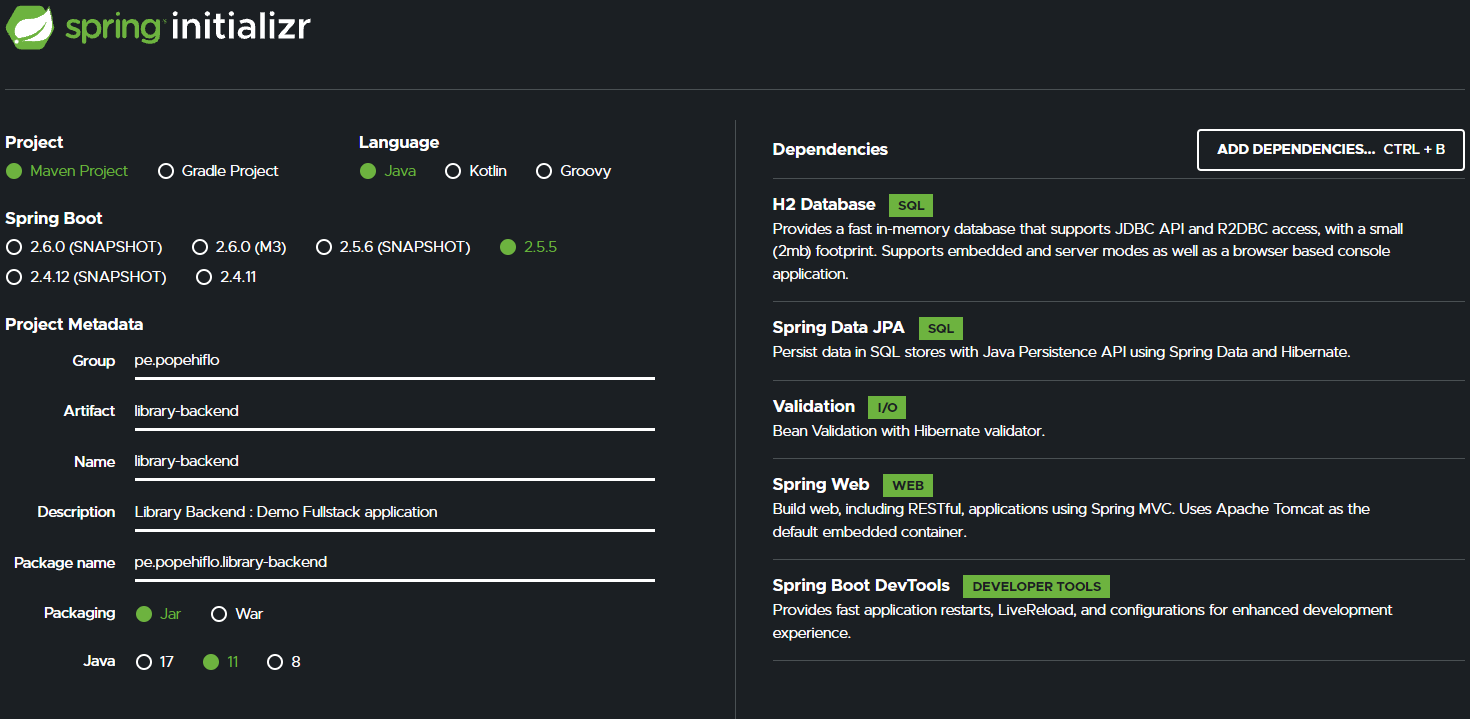 spring initializr
Project
Maven Project Gradle Project
Language
Java Kotlin Groovy
Spring Boot
2.6.0 (SNAPSHOT) 2.6.0 (M3) 2.5.6 (SNAPSHOT) 2.5.5
2.4.12 (SNAPSHOT) 2.4.11
Project Metadata
Group pe.popehiflo
Artifact library-backend
Name library-backend
Description Library Backend : Demo Fullstack application
Package name pe.popehiflo.library-backend
Packaging Jar War
Java 17 11 8
Dependencies ADD DEPENDENCIES... CTRL + B
H2 Database SQL
Provides a fast in-memory database that supports JDBC API and R2DBC access, with a small
(2mb) footprint. Supports embedded and server modes as well as a browser based console
application.
Spring Data JPA SQL
Persist data in SQL stores with Java Persistence API using Spring Data and Hibernate.
Validation I/O
Bean Validation with Hibernate validator.
Spring Web WEB
Build web, including RESTful, applications using Spring MVC. Uses Apache Tomcat as the
default embedded container.
Spring Boot DevTools DEVELOPER TOOLS
Provides fast application restarts, LiveReload, and configurations for enhanced development
experience.